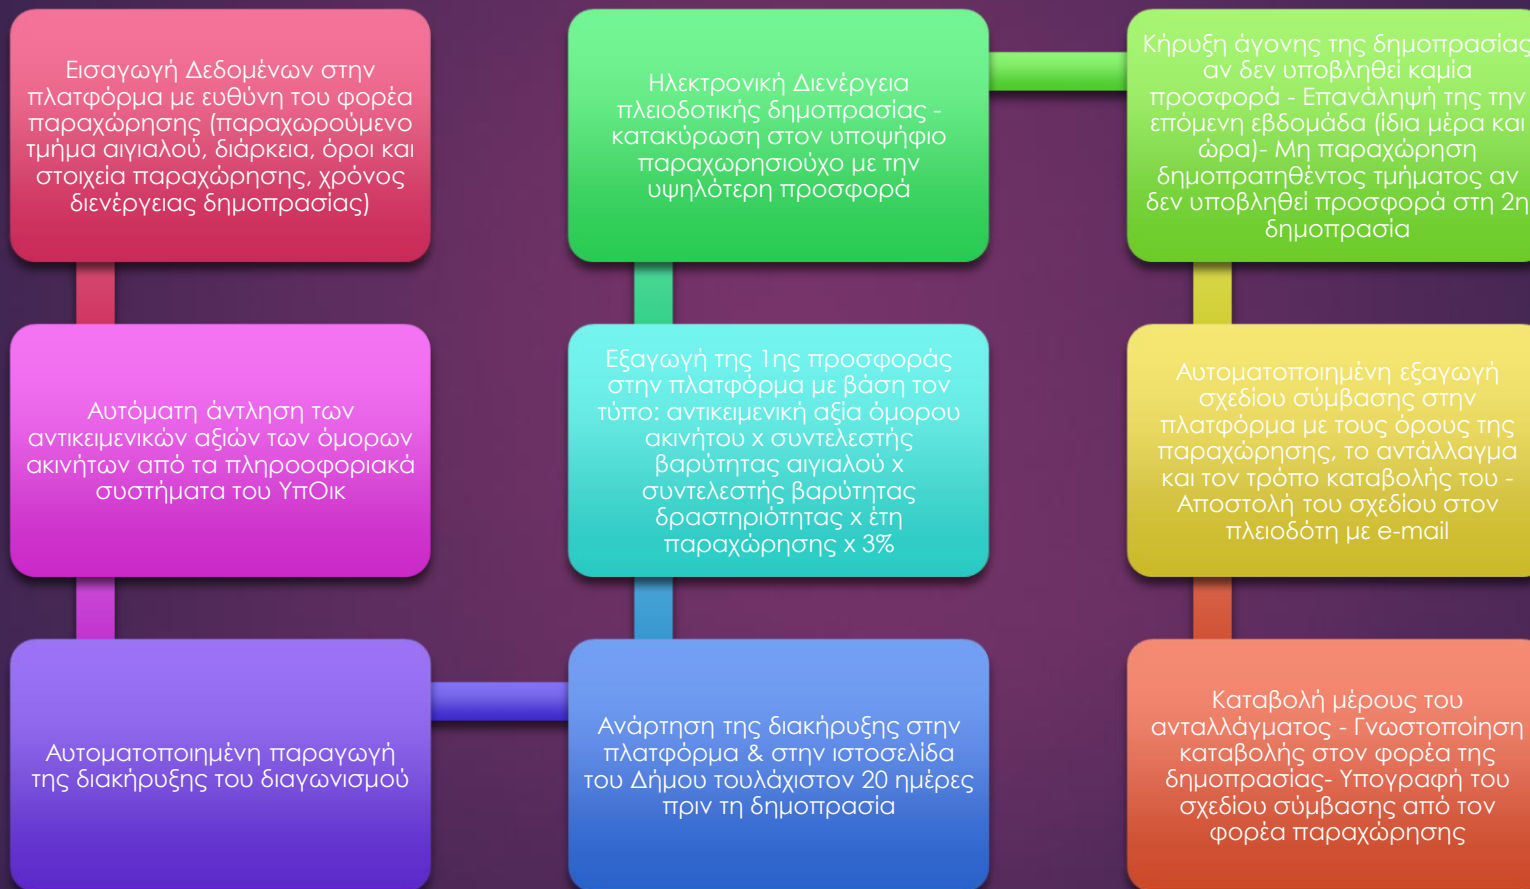 Εισαγωγή Δεδομένων στην
πλατφόρμα με ευθύνη του φορέα
παραχώρησης (παραχωρούμενο
τμήμα αιγιαλού, διάρκεια, όροι και
στοιχεία παραχώρησης, χρόνος
διενέργειας δημοπρασίας)
Αυτόματη άντληση των
αντικειμενικών αξιών των όμορων
ακινήτων από τα πληροοφοριακά
συστήματα του ΥπΟικ
Αυτοματοποιημένη παραγωγή
της διακήρυξης του διαγωνισμού
Ανάρτηση της διακήρυξης στην
πλατφόρμα & στην ιστοσελίδα
του Δήμου τουλάχιστον 20 ημέρες
πριν τη δημοπρασία
Εξαγωγή της 1ης προσφοράς
στην πλατφόρμα με βάση τον
τύπο: αντικειμενική αξία όμορου
ακινήτου x συντελεστής
βαρύτητας αιγιαλού x
συντελεστής βαρύτητας
δραστηριότητας x έτη
παραχώρησης x 3%
Ηλεκτρονική Διενέργεια
πλειοδοτικής δημοπρασίας -
κατακύρωση στον υποψήφιο
παραχωρησιούχο με την
υψηλότερη προσφορά
Κήρυξη άγονης της δημοπρασίας
αν δεν υποβληθεί καμία
προσφορά - Επανάληψή της την
επόμενη εβδομάδα (ίδια μέρα και
ώρα)- Μη παραχώρηση
δημοπρατηθέντος τμήματος αν
δεν υποβληθεί προσφορά στη 2η
δημοπρασία
Αυτοματοποιημένη εξαγωγή
σχεδίου σύμβασης στην
πλατφόρμα με τους όρους της
παραχώρησης, το αντάλλαγμα
και τον τρόπο καταβολής του -
Αποστολή του σχεδίου στον
πλειοδότη με e-mail
Καταβολή μέρους του
ανταλλάγματος - Γνωστοποίηση
καταβολής στον φορέα της
δημοπρασίας- Υπογραφή του
σχεδίου σύμβασης από τον
φορέα παραχώρησης